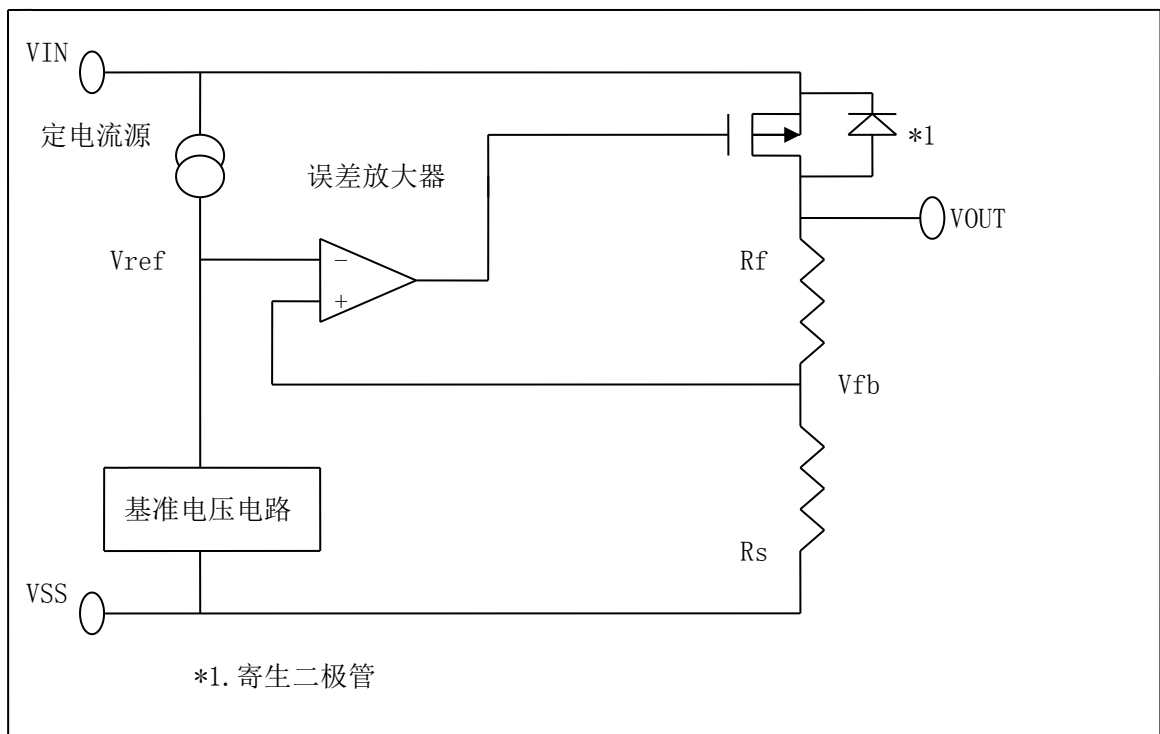 VIN
定电流源
*1
误差放大器
VOUT
Vref
Rf
−
+
Vfb
基准电压电路
Rs
VSS
*1.寄生二极管